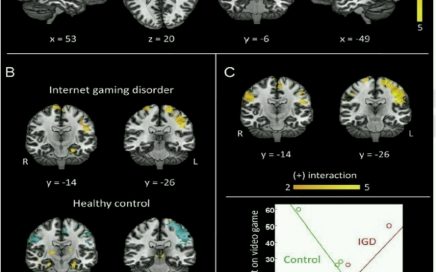 5
x = 53
z = 20
y = -6
x = -49
B
Internet gaming disorder
R
L
y = -14
y = -26
Healthy control
C
R
L
y = -14
y = -26
(+) interaction
2
5
60
50
40
30
t on video game
Control
IGD